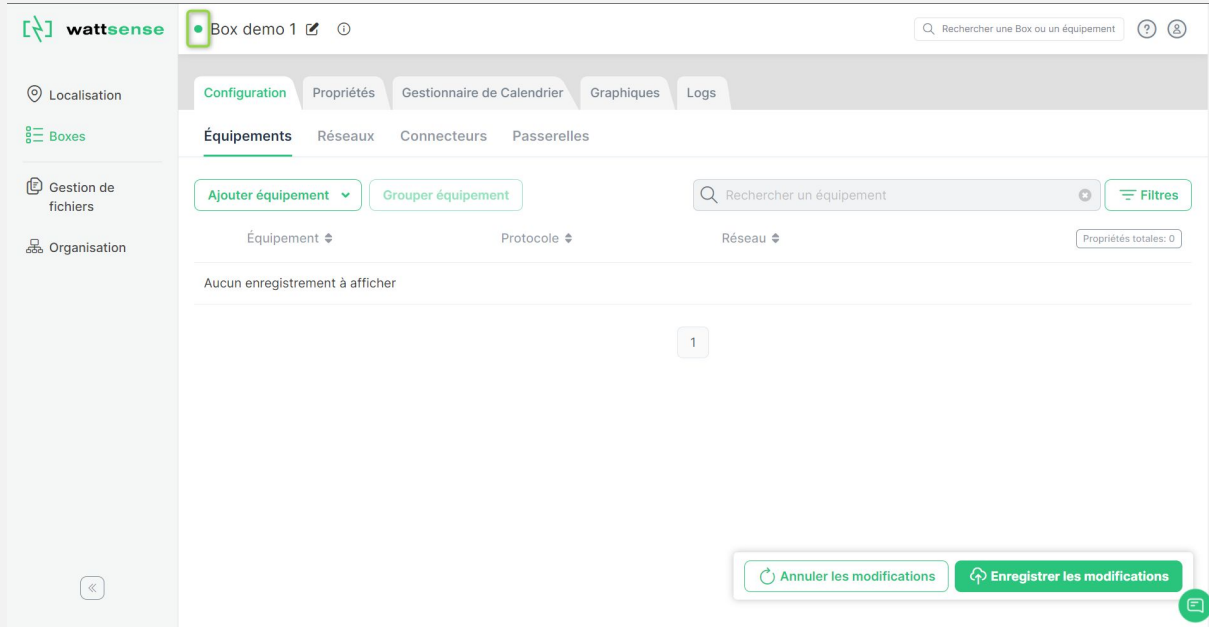 wattsense
Box demo 1
Rechercher une Box ou un équipement
Localisation
Boxes
Gestion de
fichiers
Organisation
Configuration
Propriétés
Gestionnaire de Calendrier
Graphiques
Logs
Équipements
Réseaux
Connecteurs
Passerelles
Ajouter équipement
Grouper équipement
Rechercher un équipement
Filtres
Équipement
Protocole
Réseau
Propriétés totales: 0
Aucun enregistrement à afficher
1
Annuler les modifications
Enregistrer les modifications